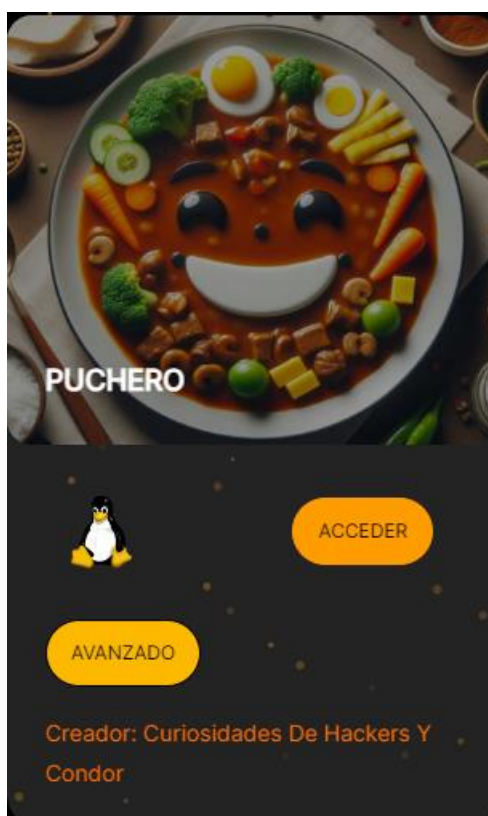 PUCHERO
ACCEDER
AVANZADO
Creador: Curiosidades De Hackers Y
Condor